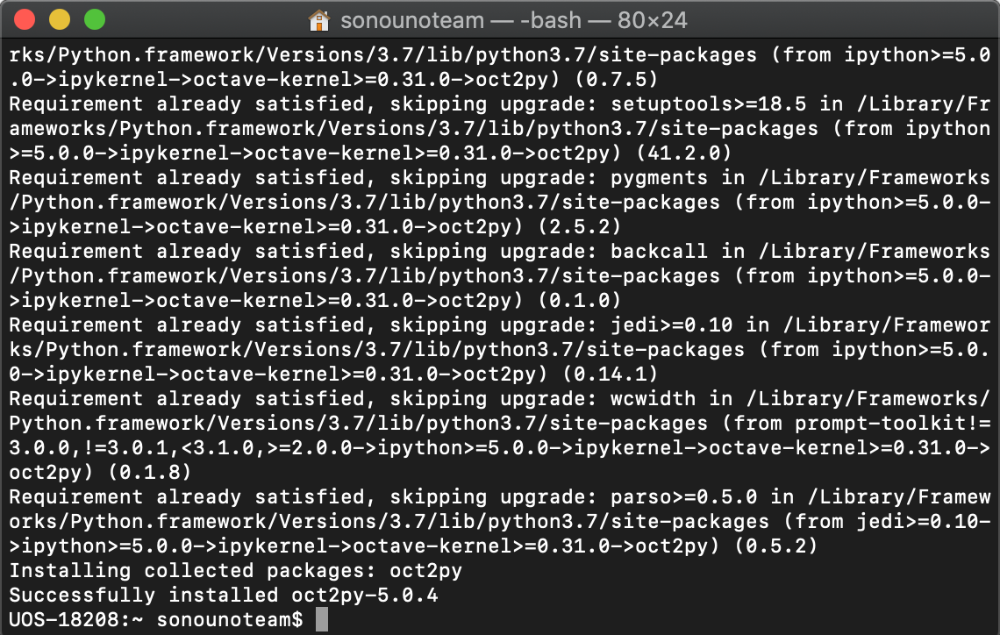 sonounoteam — -bash — 80×24
rks/Python.framework/Versions/3.7/lib/python3.7/site-packages (from ipython>=5.0
.0->ipykernel->octave-kernel>=0.31.0->oct2py) (0.7.5)
Requirement already satisfied, skipping upgrade: setuptools>=18.5 in /Library/Fr
ameworks/Python.framework/Versions/3.7/lib/python3.7/site-packages (from ipython
>=5.0.0->ipykernel->octave-kernel>=0.31.0->oct2py) (41.2.0)
Requirement already satisfied, skipping upgrade: pygments in /Library/Frameworks
/Python.framework/Versions/3.7/lib/python3.7/site-packages (from ipython>=5.0.0-
>ipykernel->octave-kernel>=0.31.0->oct2py) (2.5.2)
Requirement already satisfied, skipping upgrade: backcall in /Library/Frameworks
/Python.framework/Versions/3.7/lib/python3.7/site-packages (from ipython>=5.0.0-
>ipykernel->octave-kernel>=0.31.0->oct2py) (0.1.0)
Requirement already satisfied, skipping upgrade: jedi>=0.10 in /Library/Framewor
ks/Python.framework/Versions/3.7/lib/python3.7/site-packages (from ipython>=5.0.
0->ipykernel->octave-kernel>=0.31.0->oct2py) (0.14.1)
Requirement already satisfied, skipping upgrade: wcwidth in /Library/Frameworks/
Python.framework/Versions/3.7/lib/python3.7/site-packages (from prompt-toolkit!=
3.0.0,!=3.0.1,<3.1.0,>=2.0.0->ipython>=5.0.0->ipykernel->octave-kernel>=0.31.0->
oct2py) (0.1.8)
Requirement already satisfied, skipping upgrade: parso>=0.5.0 in /Library/Framew
orks/Python.framework/Versions/3.7/lib/python3.7/site-packages (from jedi>=0.10-
>ipython>=5.0.0->ipykernel->octave-kernel>=0.31.0->oct2py) (0.5.2)
Installing collected packages: oct2py
Successfully installed oct2py-5.0.4
UOS-18208:~ sonounoteam$